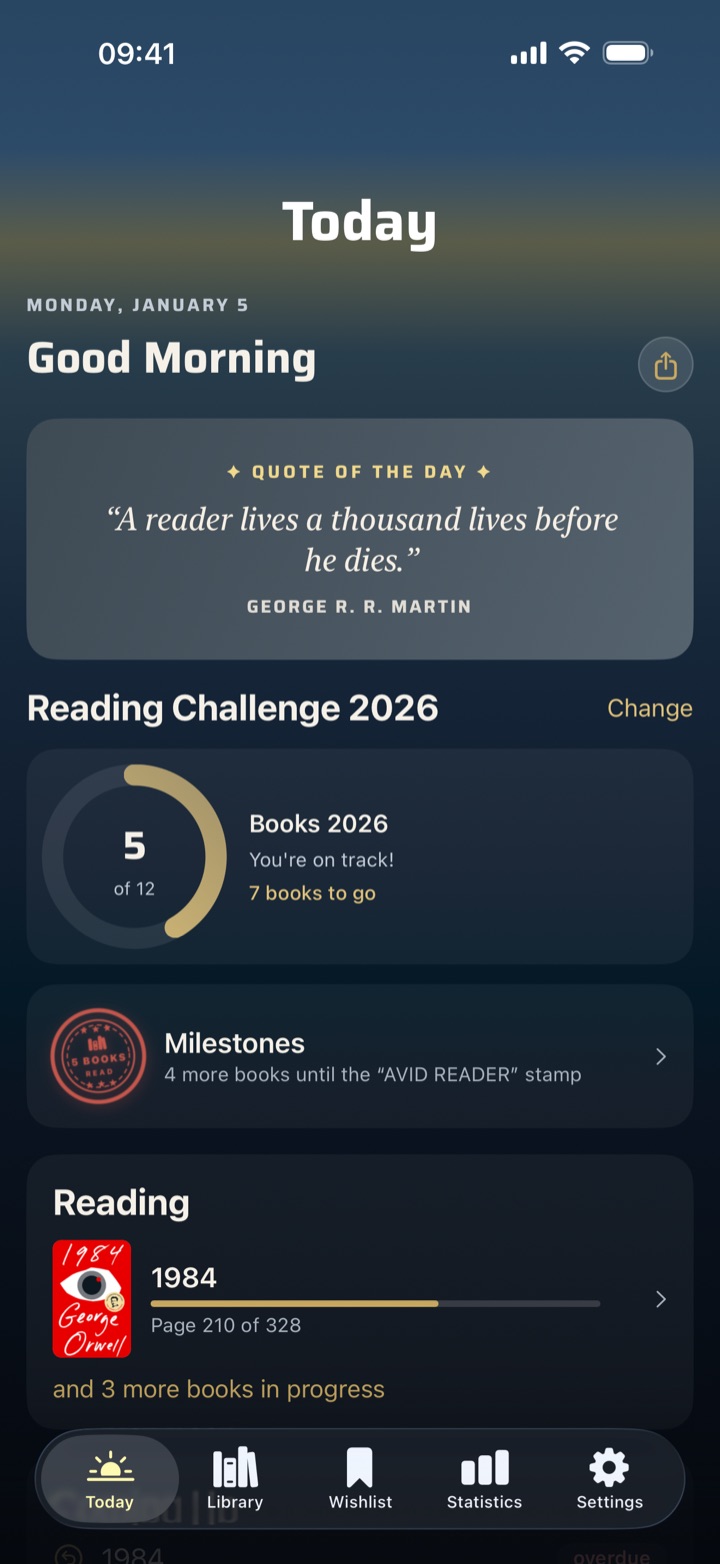 09:41
Today
MONDAY, JANUARY 5
Good Morning
✦ QUOTE OF THE DAY ✦
“A reader lives a thousand lives before
he dies.”
GEORGE R. R. MARTIN
Reading Challenge 2026
Change
5
of 12
Books 2026
You're on track!
7 books to go
5 BOOKS
READ
Milestones
4 more books until the “AVID READER” stamp
Reading
1984
George
Orwell
1984
Page 210 of 328
and 3 more books in progress
Today
Library
Wishlist
Statistics
Settings
1984
overdue